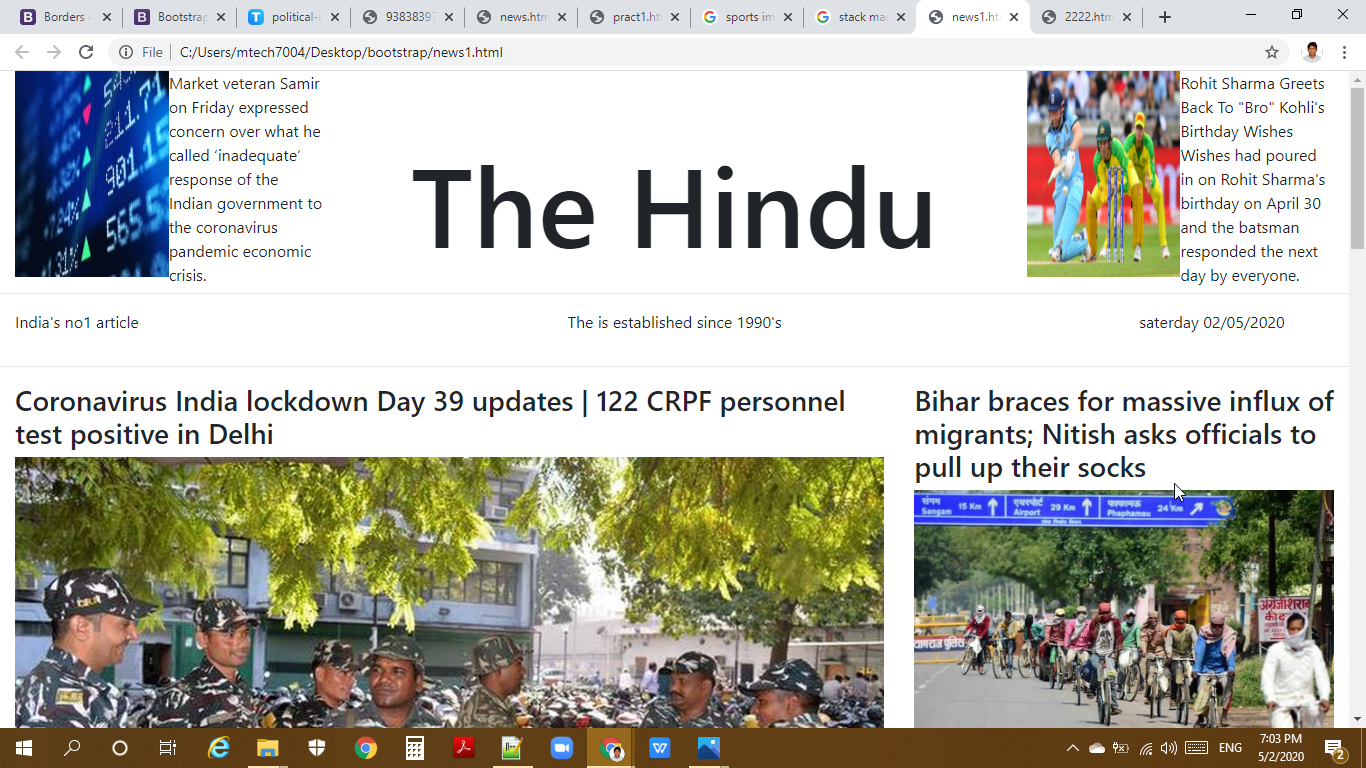 Borders
Bootstrap
political-
93838397
news.htm
pract1.ht
sports im
stack mar
news1.ht
2222.htm
File
C:/Users/mtech7004/Desktop/bootstrap/news1.html
Market veteran Samir
on Friday expressed
concern over what he
called ‘inadequate’
response of the
Indian government to
the coronavirus
pandemic economic
crisis.
The Hindu
Rohit Sharma Greets
Back To "Bro" Kohli's
Birthday Wishes
Wishes had poured
in on Rohit Sharma's
birthday on April 30
and the batsman
responded the next
day by everyone.
India's no1 article
The is established since 1990's
saterday 02/05/2020
Coronavirus India lockdown Day 39 updates | 122 CRPF personnel
test positive in Delhi
Bihar braces for massive influx of
migrants; Nitish asks officials to
pull up their socks
संगम
Sangam 15 Km
एयरपोर्ट
Airport 29 Km
फाफामऊ
Phaphamau 24 Km
ENG
7:03 PM
5/2/2020
2